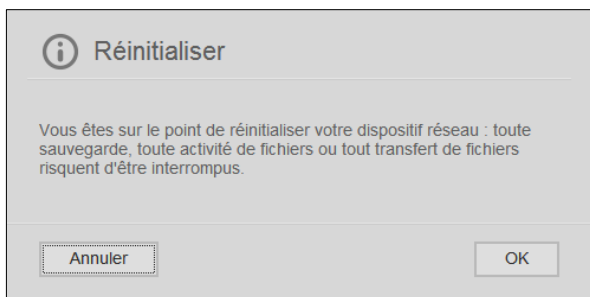 Réinitialiser
Vous êtes sur le point de réinitialiser votre dispositif réseau : toute
sauvegarde, toute activité de fichiers ou tout transfert de fichiers
risquent d'être interrompus.
Annuler
OK